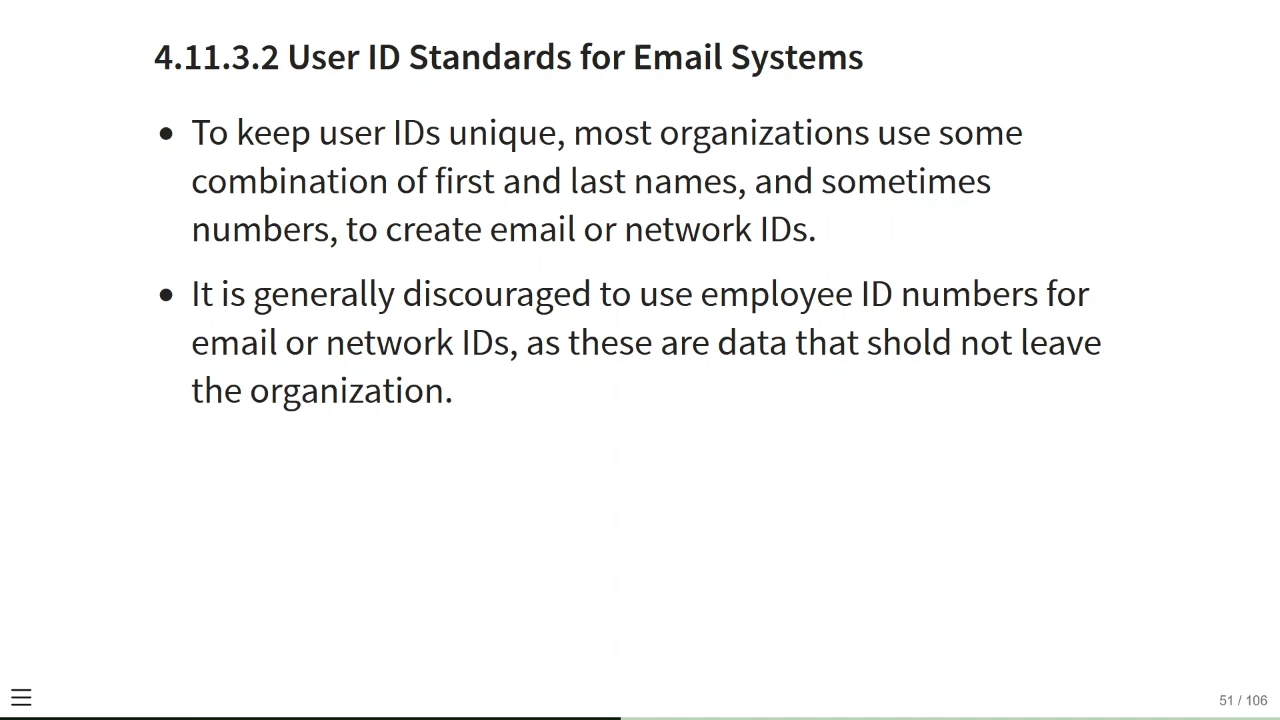 4.11.3.2 User ID Standards for Email Systems
• To keep user IDs unique, most organizations use some
combination of first and last names, and sometimes
numbers, to create email or network IDs.
• It is generally discouraged to use employee ID numbers for
email or network IDs, as these are data that shold not leave
the organization.
51 / 106